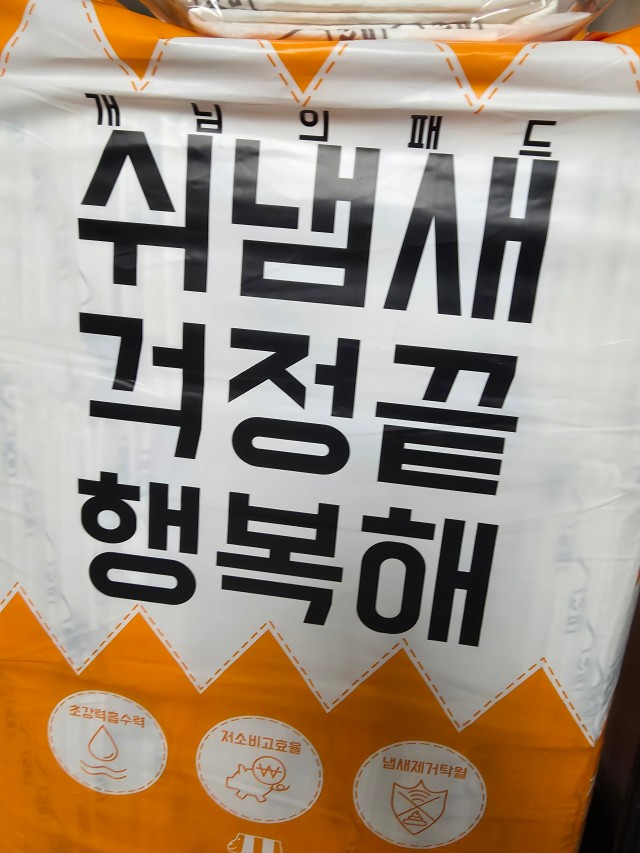 개님의패드
쉬냄새
걱정끝
행복해
초강력흡수력
저소비고효율
냄새제거탁월